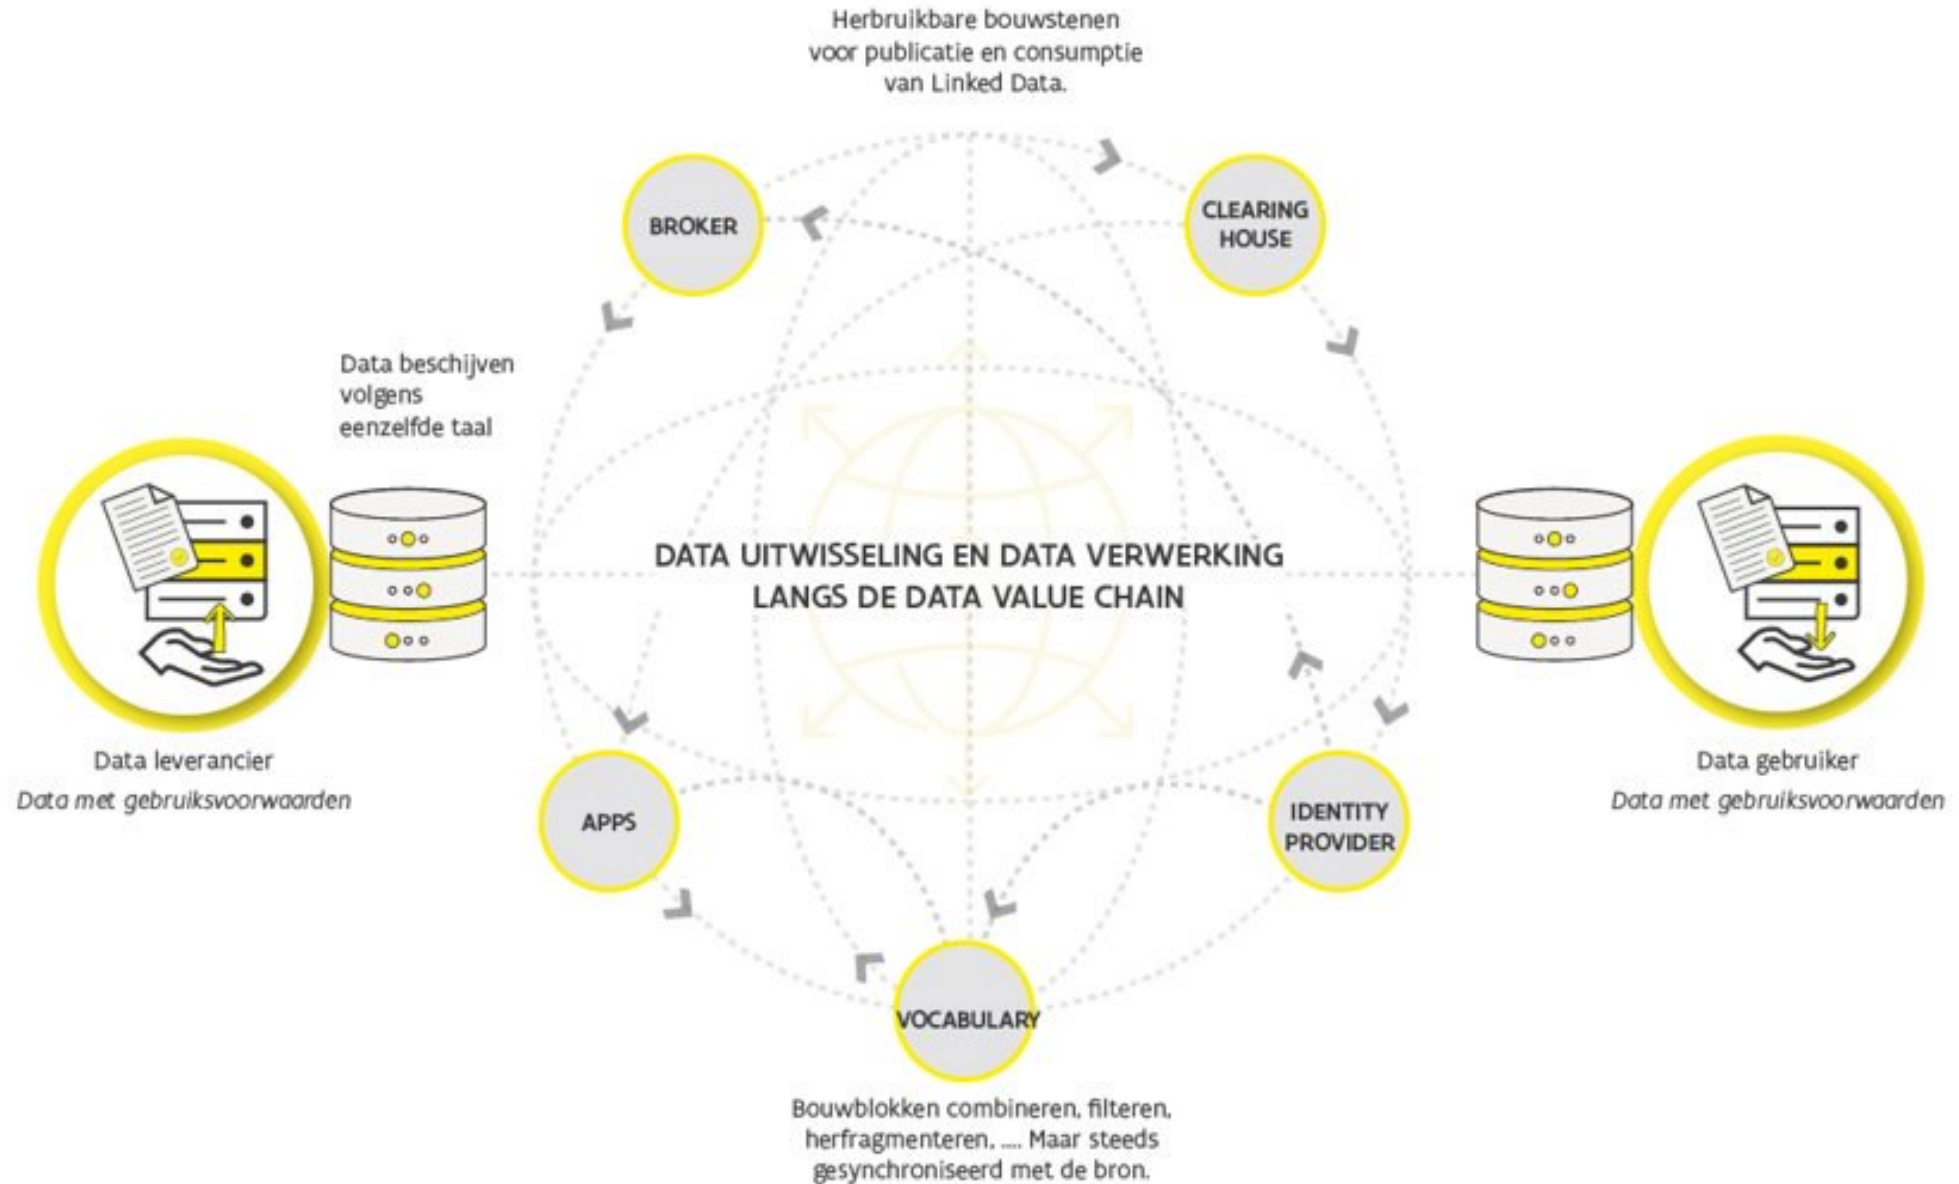 Herbruikbare bouwstenen
voor publicatie en consumptie
van Linked Data.
BROKER
CLEARING
HOUSE
Data beschijven
volgens
eenzelfde taal
DATA UITWISSELING EN DATA VERWERKING
LANGS DE DATA VALUE CHAIN
Data leverancier
Data met gebruiksvoorwaarden
Data gebruiker
Data met gebruiksvoorwaarden
APPS
IDENTITY
PROVIDER
VOCABULARY
Bouwblokken combineren, filteren,
herfragmenteren, .... Maar steeds
gesynchroniseerd met de bron.